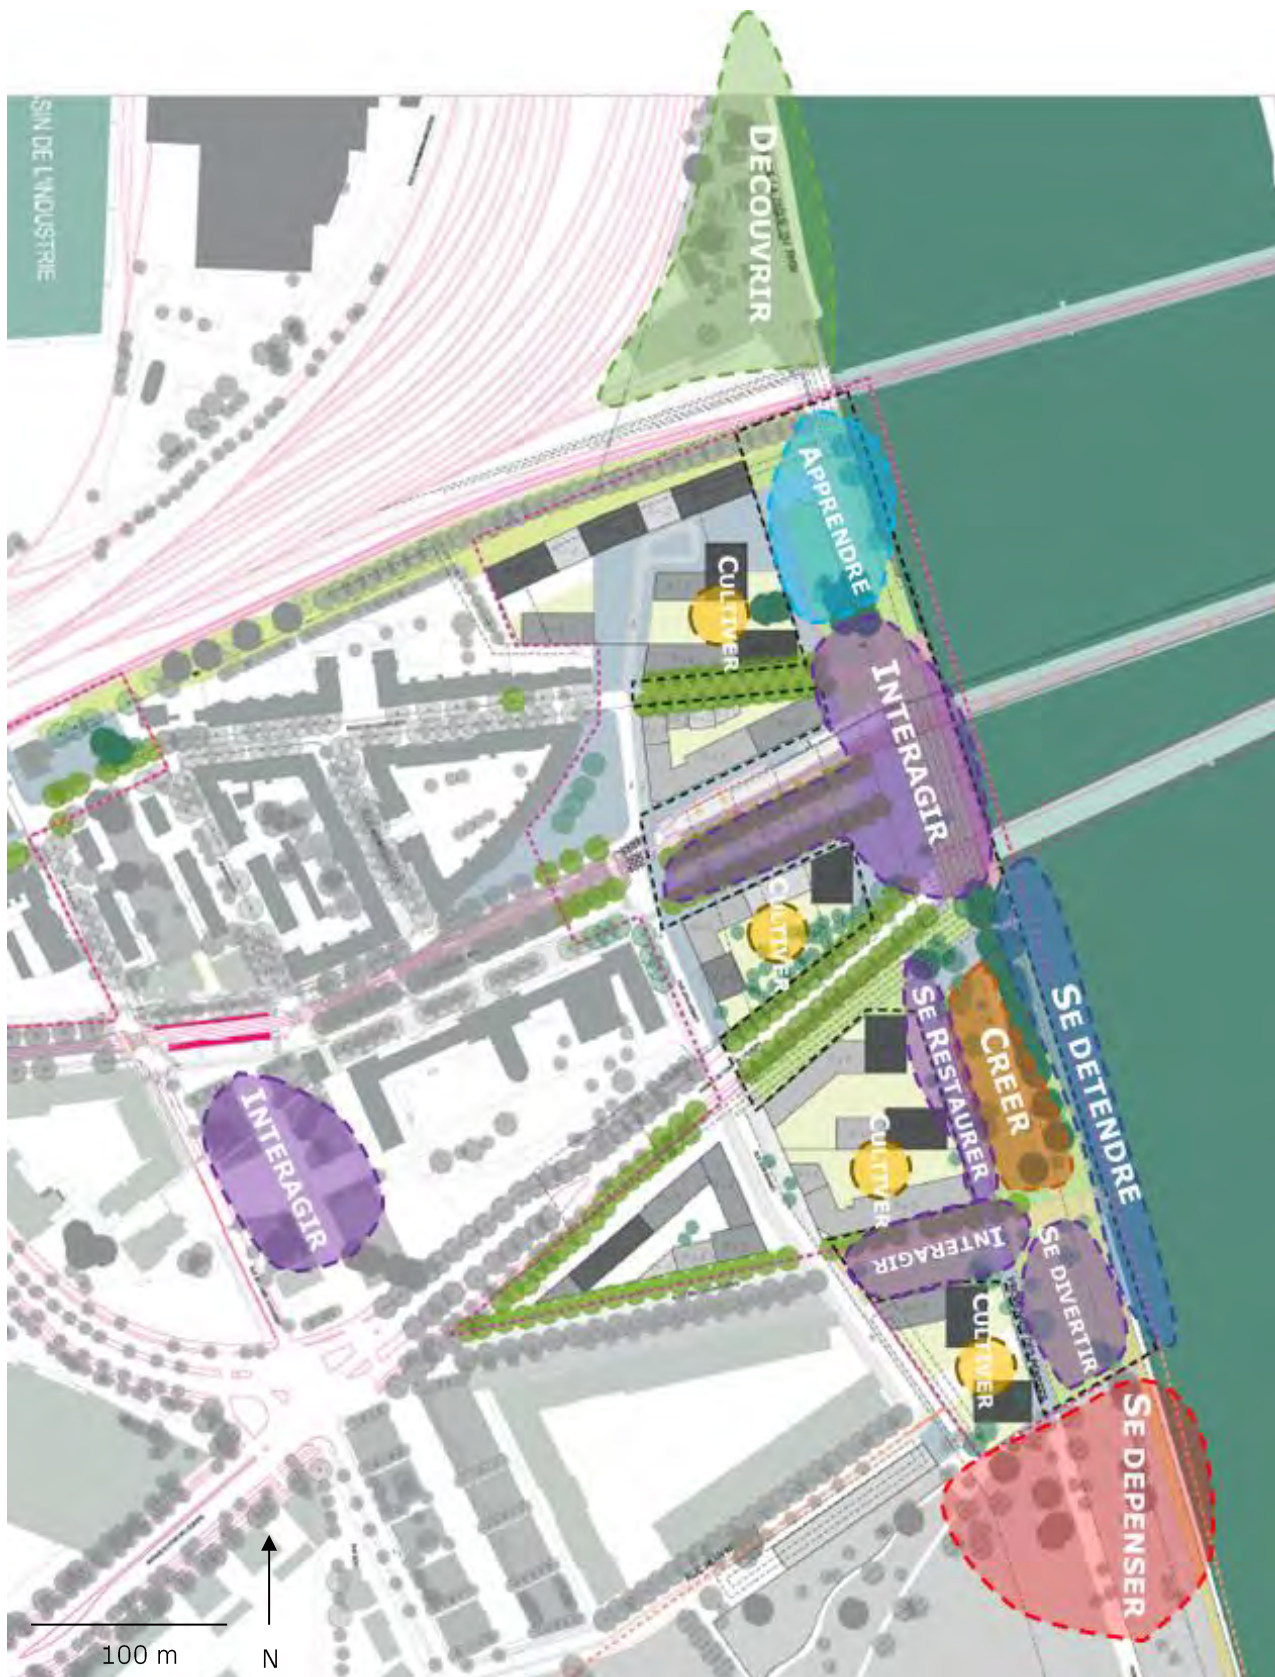 SIN DE L'INDUSTRIE
DECOUVRIR
APPRENDRE
CULTIVER
INTERAGIR
CULTIVER
SE DETENDRE
SE RESTAURER
CREER
INTERAGIR
CULTIVER
INTERAGIR
SE DIVERTIR
CULTIVER
SE DEPENSER
100 m
N